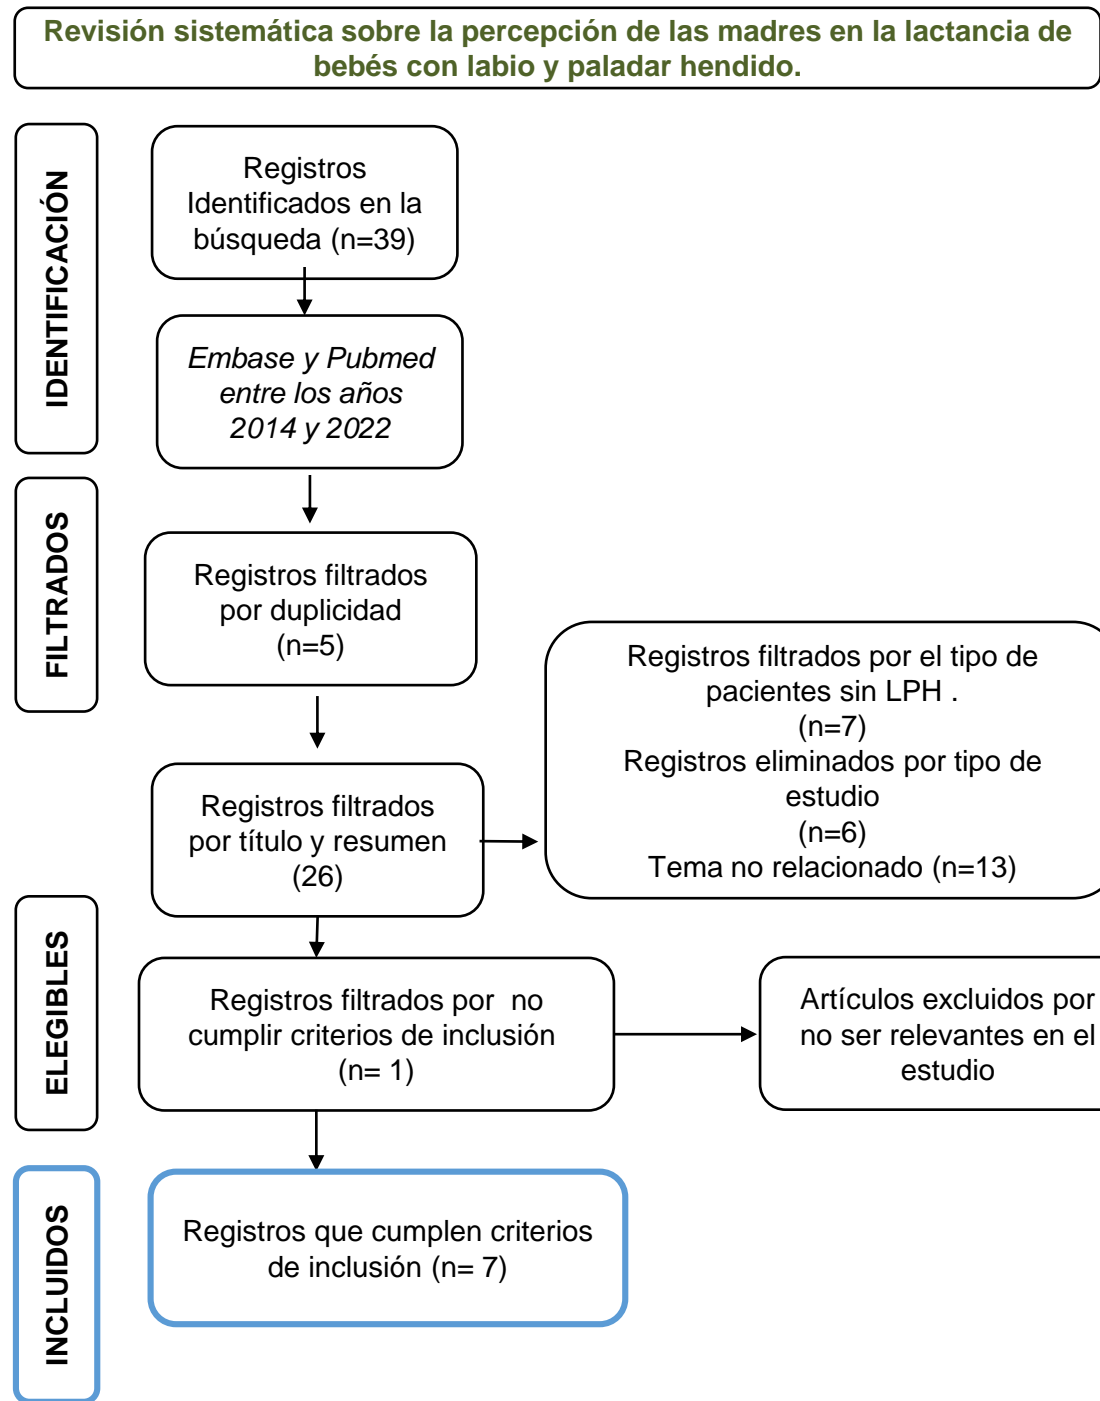 Revisión sistemática sobre la percepción de las madres en la lactancia de
bebés con labio y paladar hendido.
IDENTIFICACIÓN
Registros
Identificados en la
búsqueda (n=39)
Embase y Pubmed
entre los años
2014 y 2022
FILTRADOS
Registros filtrados
por duplicidad
(n=5)
Registros filtrados
por título y resumen
(26)
Registros filtrados por el tipo de
pacientes sin LPH .
(n=7)
Registros eliminados por tipo de
estudio
(n=6)
Tema no relacionado (n=13)
ELEGIBLES
Registros filtrados por no
cumplir criterios de inclusión
(n= 1)
Artículos excluidos por
no ser relevantes en el
estudio
INCLUIDOS
Registros que cumplen criterios
de inclusión (n= 7)